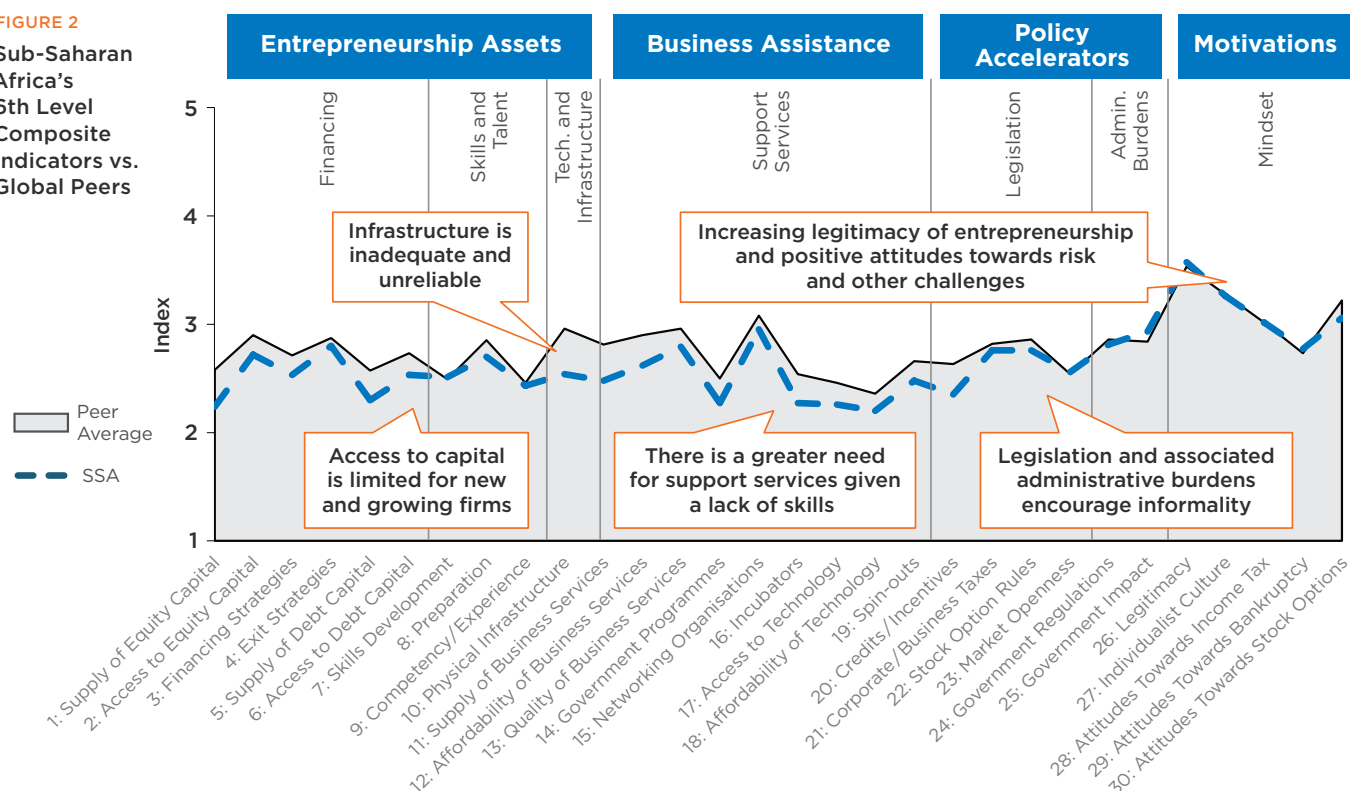 FIGURE 2
Sub-Saharan
Africa's
6th Level
Composite
Indicators vs.
Global Peers
Entrepreneurship Assets
Business Assistance
Policy
Accelerators
Motivations
Financing
Skills and
Talent
Tech. and
Infrastructure
Support
Services
Legislation
Admin.
Burdens
Mindset
5
4
3
2
1
Index
Infrastructure is
inadequate and
unreliable
Increasing legitimacy of entrepreneurship
and positive attitudes towards risk
and other challenges
Access to capital
is limited for new
and growing firms
There is a greater need
for support services given
a lack of skills
Legislation and associated
administrative burdens
encourage informality
Peer
Average
SSA
1: Supply of Equity Capital
2: Access to Equity Capital
3: Financing Strategies
4: Exit Strategies
5: Supply of Debt Capital
6: Access to Debt Capital
7: Skills Development
8: Preparation
9: Competency/Experience
10: Physical Infrastructure
11: Supply of Business Services
12: Affordability of Business Services
13: Quality of Business Services
14: Government Programmes
15: Networking Organisations
16: Incubators
17: Access to Technology
18: Affordability of Technology
19: Spin-outs
20: Credits/Incentives
21: Corporate/Business Taxes
22: Stock Option Rules
23: Market Openness
24: Government Regulations
25: Government Impact
26: Legitimacy
27: Individualist Culture
28: Attitudes Towards Income Tax
29: Attitudes Towards Bankruptcy
30: Attitudes Towards Stock Options